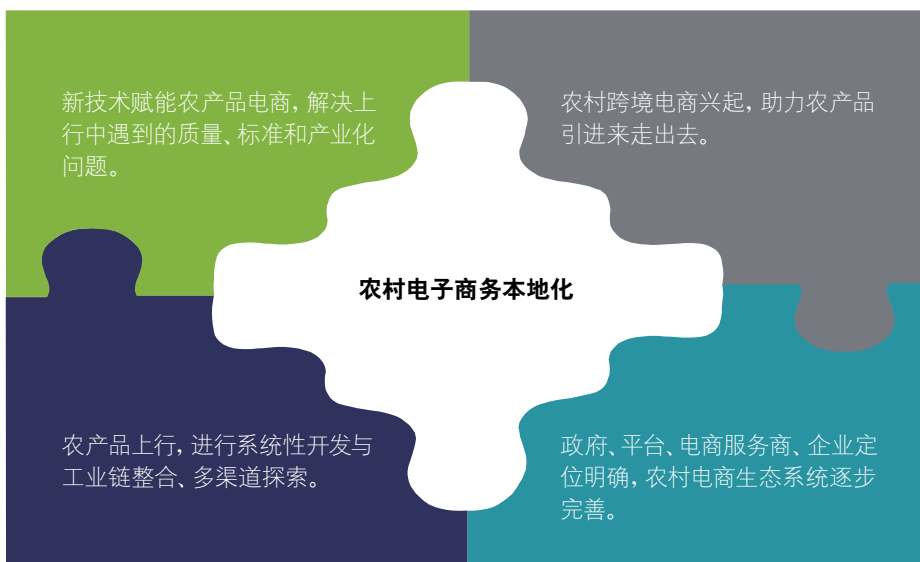 新技术赋能农产品电商，解决上
行中遇到的质量、标准和产业化
问题。
农村跨境电商兴起，助力农产品
引进来走出去。
农村电子商务本地化
农产品上行，进行系统性开发与
工业链整合、多渠道探索。
政府、平台、电商服务商、企业定
位明确，农村电商生态系统逐步
完善。